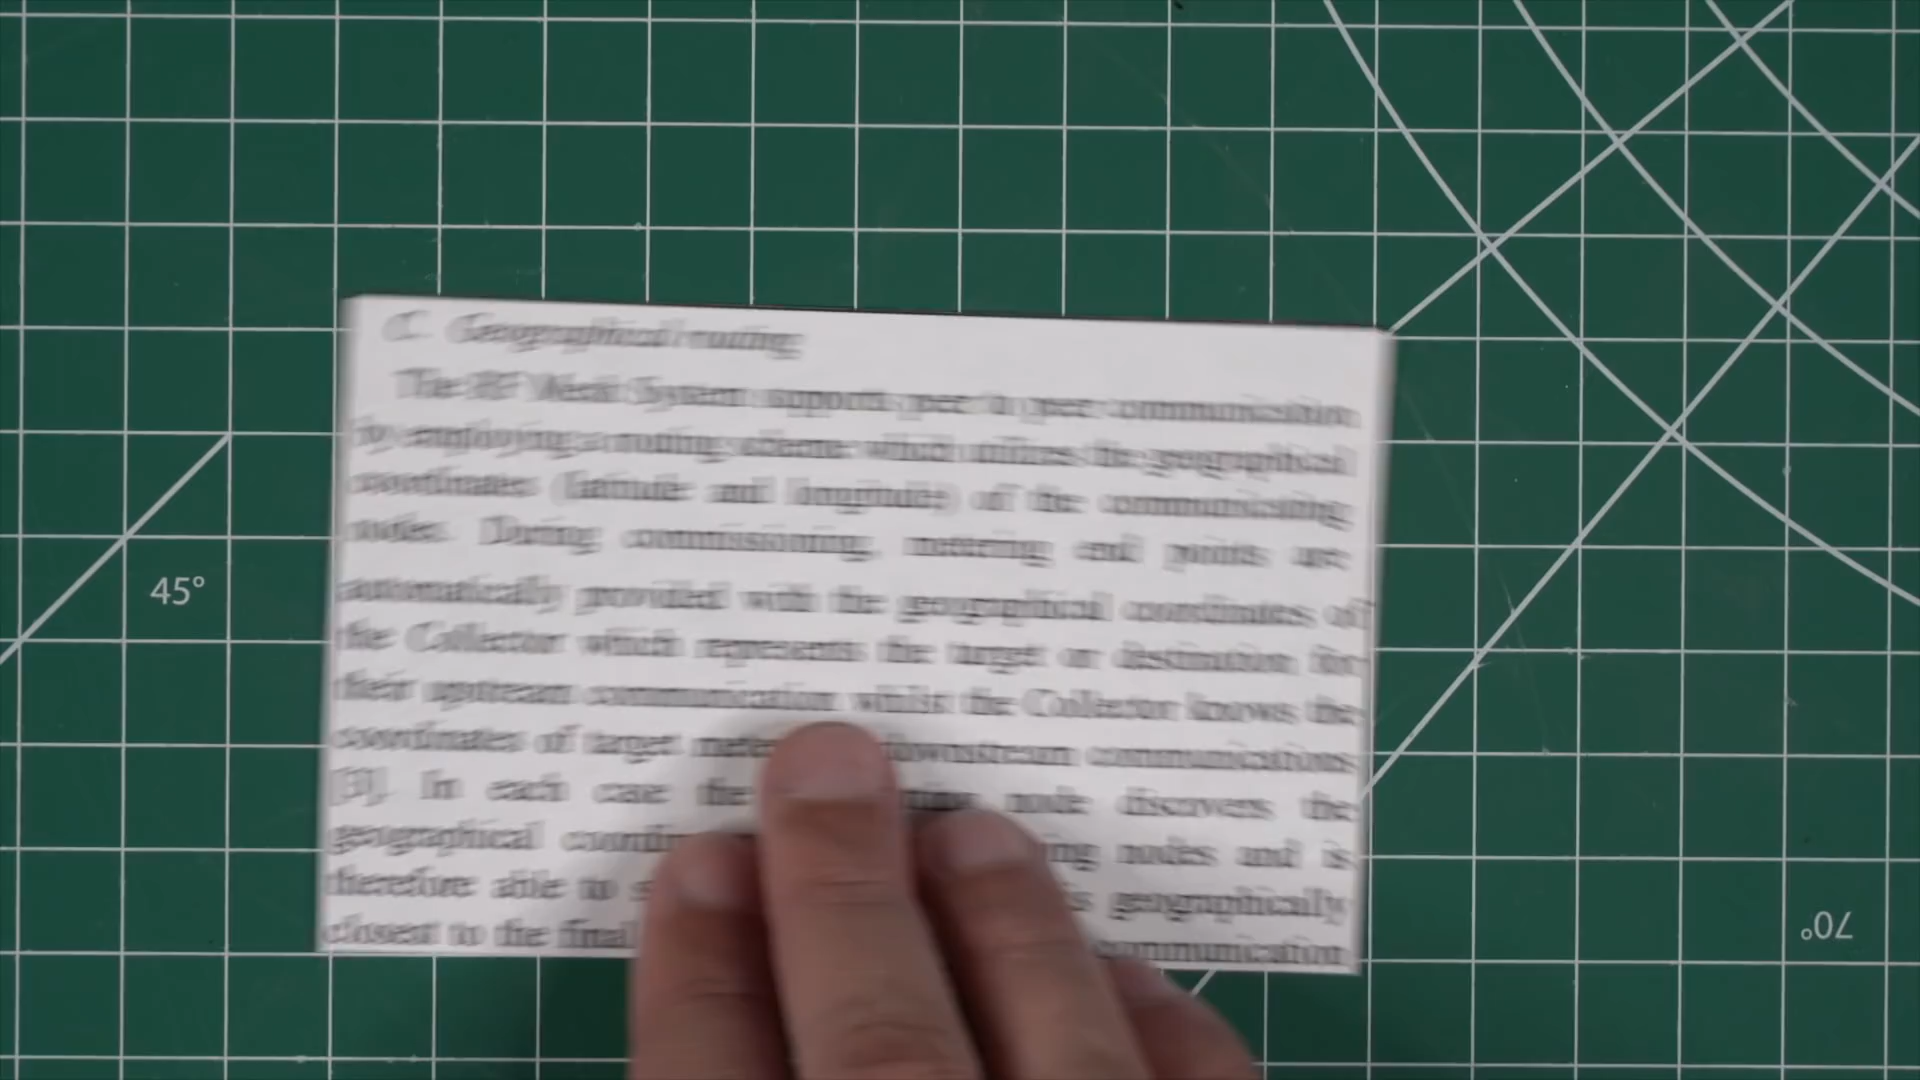 C. Geographical routing
The RF Mesh System supports peer to peer communication
by employing a routing scheme which utilizes the geographical
coordinates (latitude and longitude) of the communicating
nodes. During commissioning, metering end points are
automatically provided with the geographical coordinates of
the Collector which represents the target or destination for
their upstream communication whilst the Collector knows the
coordinates of target downstream communications
[3]. In each case the node discovers the
geographical nodes and is
therefore able to geographically
closest to the final communication
45°
70°